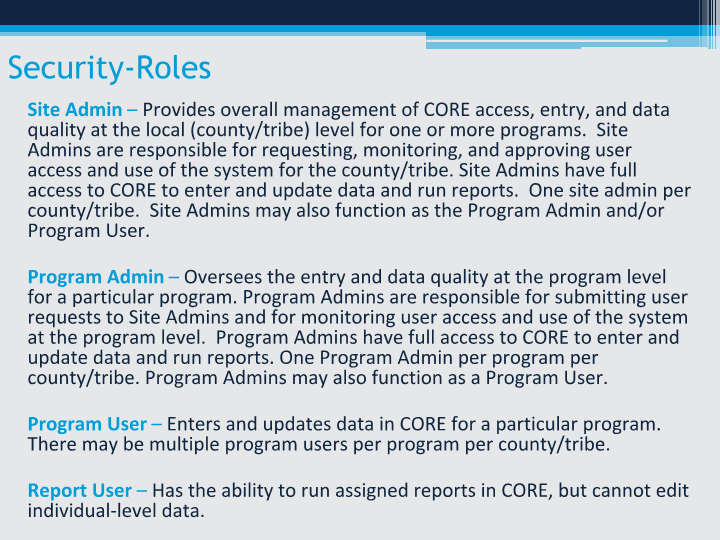 Security-Roles
Site Admin – Provides overall management of CORE access, entry, and data
quality at the local (county/tribe) level for one or more programs.  Site
Admins are responsible for requesting, monitoring, and approving user
access and use of the system for the county/tribe. Site Admins have full
access to CORE to enter and update data and run reports.  One site admin per
county/tribe.  Site Admins may also function as the Program Admin and/or
Program User.
Program Admin – Oversees the entry and data quality at the program level
for a particular program. Program Admins are responsible for submitting user
requests to Site Admins and for monitoring user access and use of the system
at the program level.  Program Admins have full access to CORE to enter and
update data and run reports. One Program Admin per program per
county/tribe. Program Admins may also function as a Program User.
Program User – Enters and updates data in CORE for a particular program.
There may be multiple program users per program per county/tribe.
Report User – Has the ability to run assigned reports in CORE, but cannot edit
individual-level data.